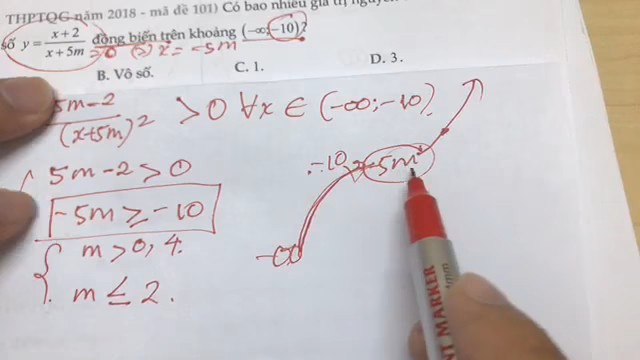 THPTQG năm 2018 - mã đề 101) Có bao nhiêu giá trị nguyên
số y = x+2 / x+5m đồng biến trên khoảng (-∞;-10)?
=0 (=) x = -5m
B. Vô số. C. 1. D. 3.
5m-2 / (x+5m)² > 0 ∀x ∈ (-∞;-10).
5m-2 > 0
-5m ≥ -10
m > 0,4.
m ≤ 2.
-10
-5m
-∞
MARKER